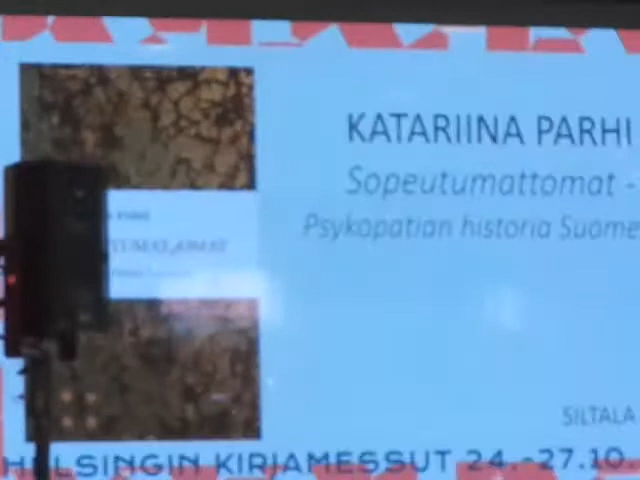 KATARIINA PARHI
Sopeutumattomat -
Psykopatian historia Suome
SILTALA
HELSINGIN KIRJAMESSUT 24.-27.10.